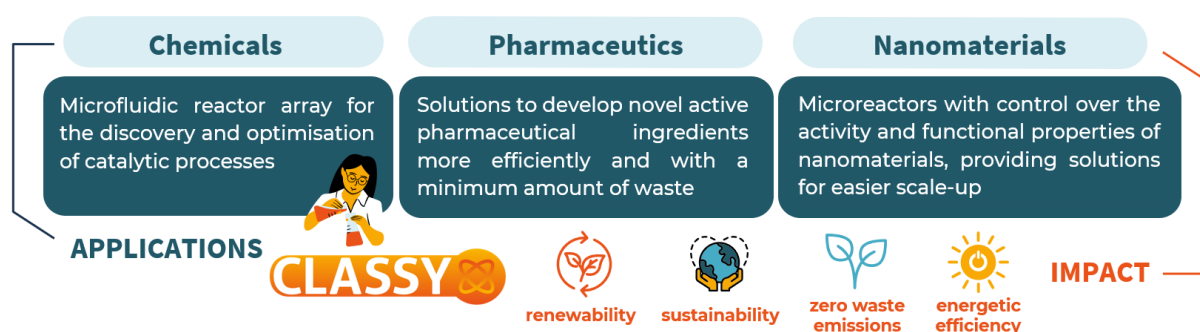 Chemicals
Microfluidic reactor array for
the discovery and optimisation
of catalytic processes
Pharmaceutics
Solutions to develop novel active
pharmaceutical ingredients
more efficiently and with a
minimum amount of waste
Nanomaterials
Microreactors with control over the
activity and functional properties of
nanomaterials, providing solutions
for easier scale-up
APPLICATIONS
CLASSY
renewability
sustainability
zero waste
emissions
energetic
efficiency
IMPACT